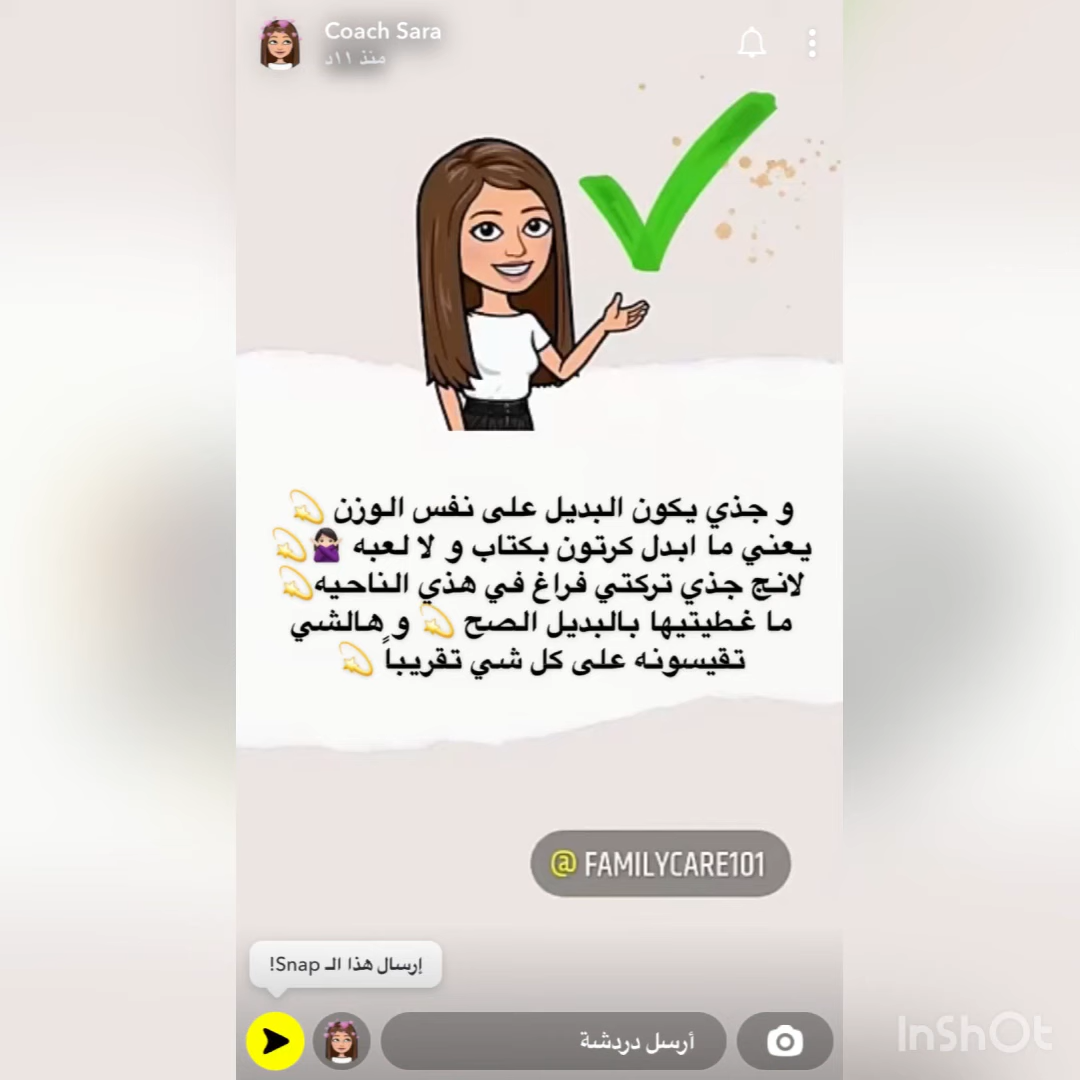 Coach Sara
منذ ١١د
و جذي يكون البديل على نفس الوزن 💫
يعني ما ابدل كرتون بكتاب و لا لعبه 🙅🏻‍♀️💫
لانج جذي تركتي فراغ في هذي الناحيه💫
ما غطيتيها بالبديل الصح 💫 و هالشي
تقيسونه على كل شي تقريباً 💫
@ FAMILYCARE101
إرسال هذا الـ Snap!
أرسل دردشة
InShOt